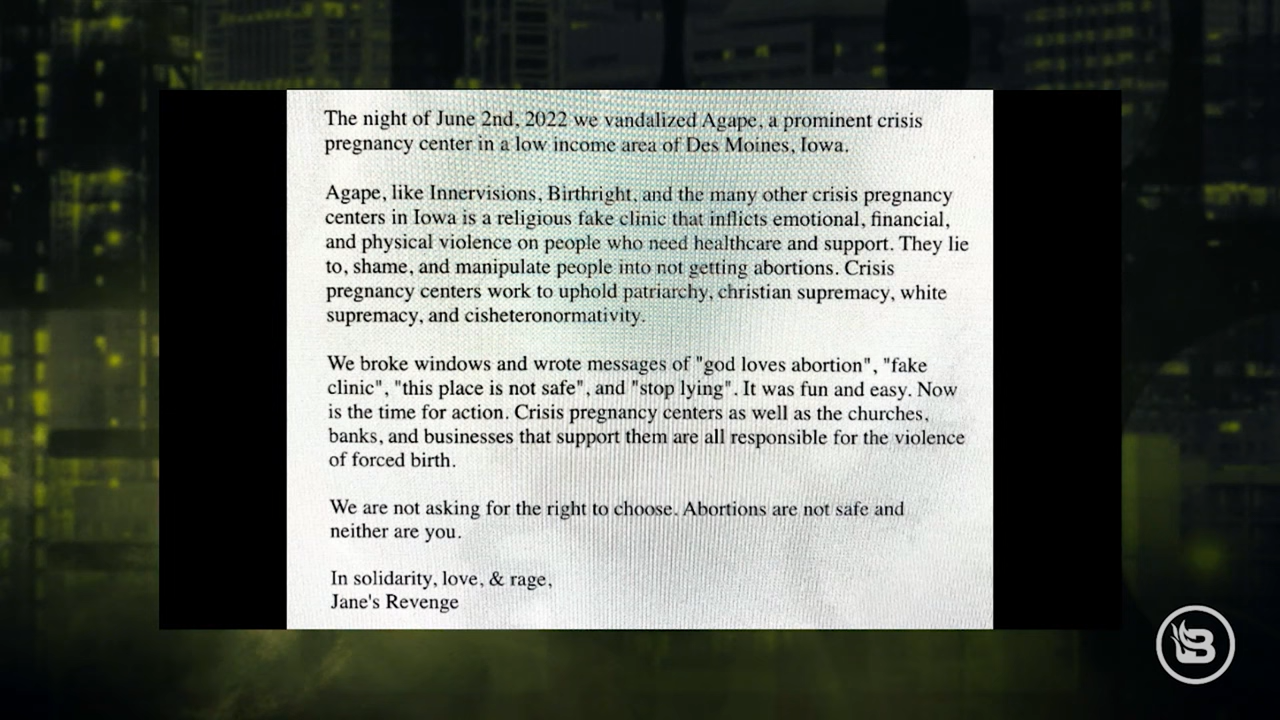 The night of June 2nd, 2022 we vandalized Agape, a prominent crisis
pregnancy center in a low income area of Des Moines, Iowa.
Agape, like Innervisions, Birthright, and the many other crisis pregnancy
centers in Iowa is a religious fake clinic that inflicts emotional, financial,
and physical violence on people who need healthcare and support. They lie
to, shame, and manipulate people into not getting abortions. Crisis
pregnancy centers work to uphold patriarchy, christian supremacy, white
supremacy, and cisheteronormativity.
We broke windows and wrote messages of "god loves abortion", "fake
clinic", "this place is not safe", and "stop lying". It was fun and easy. Now
is the time for action. Crisis pregnancy centers as well as the churches,
banks, and businesses that support them are all responsible for the violence
of forced birth.
We are not asking for the right to choose. Abortions are not safe and
neither are you.
In solidarity, love, & rage,
Jane's Revenge
B